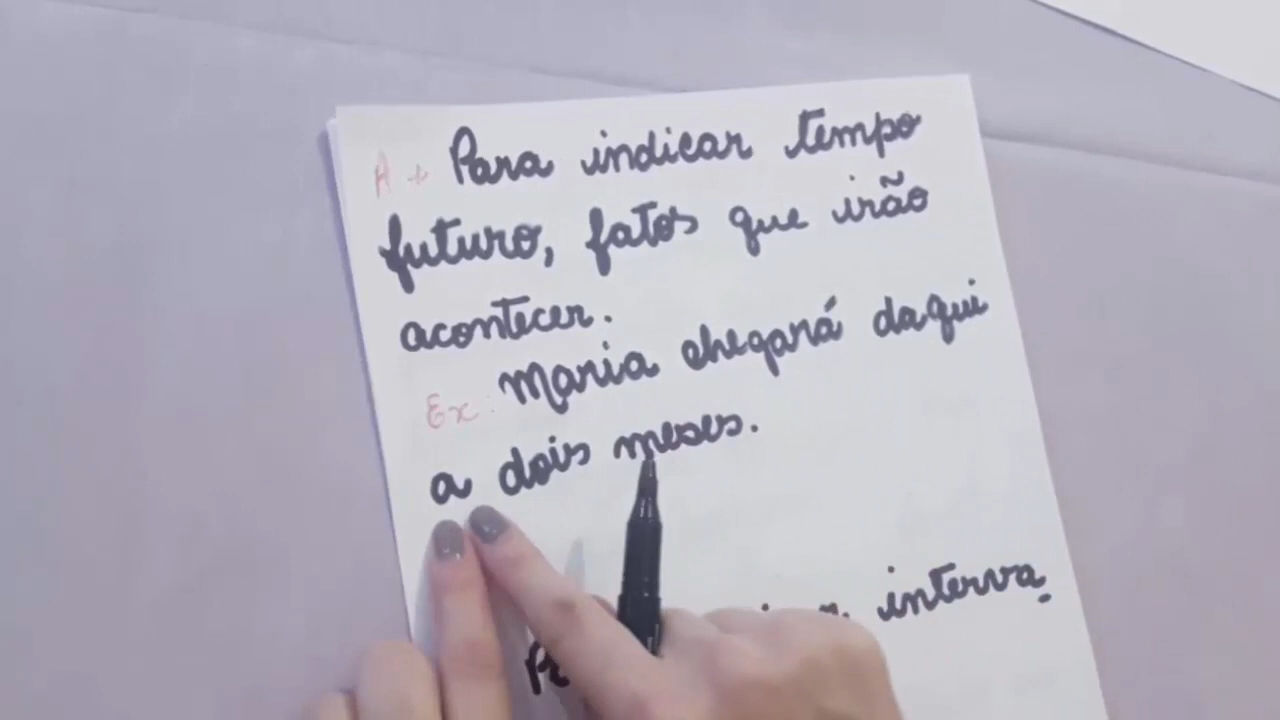 A → Para indicar tempo
futuro, fatos que irão
acontecer.
Ex: Maria chegará daqui
a dois meses.
interva